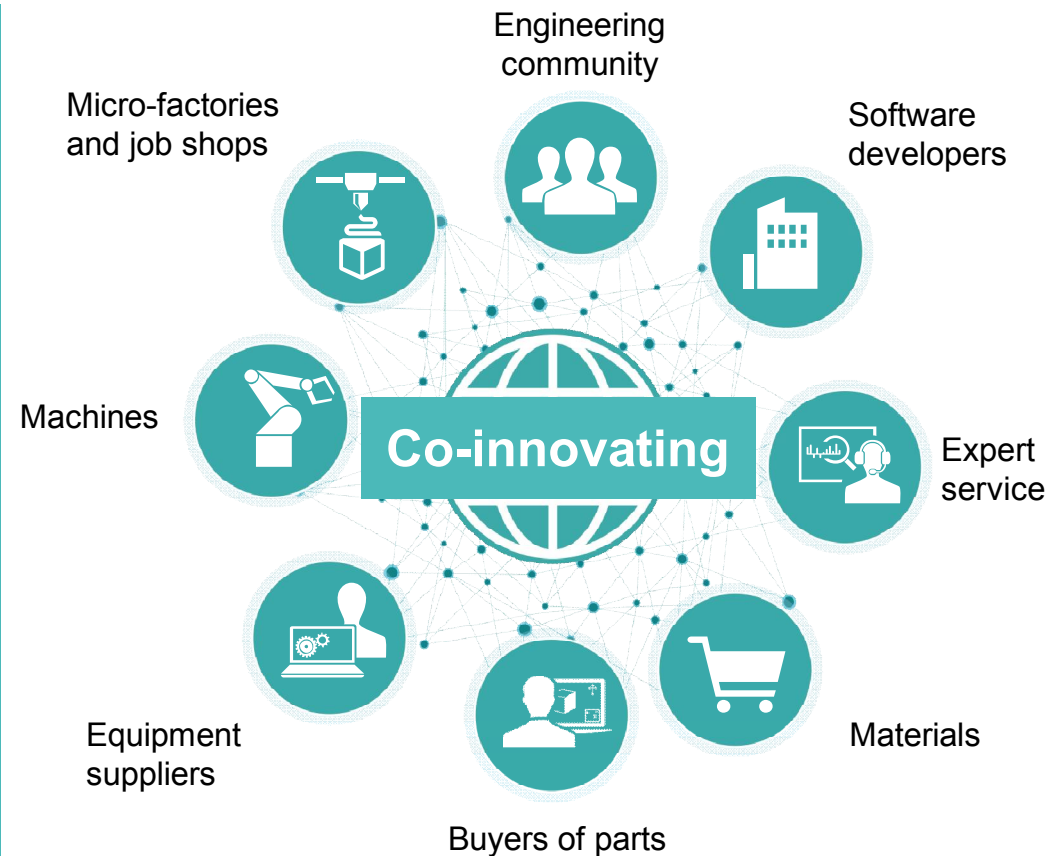 Engineering
community
Micro-factories
and job shops
Software
developers
Machines
Co-innovating
Expert
service
Equipment
suppliers
Materials
Buyers of parts